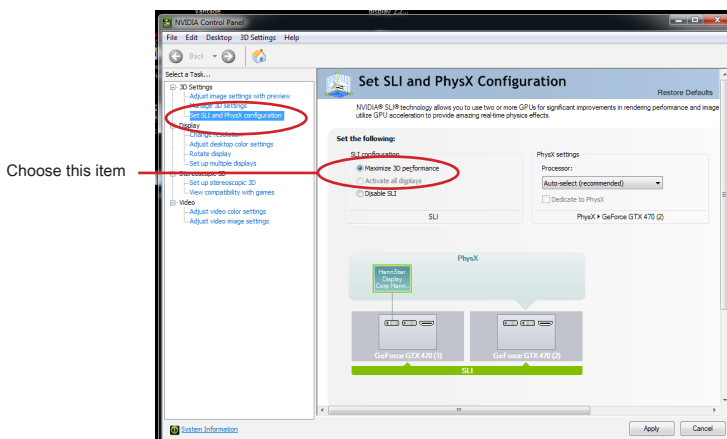 NVIDIA Control Panel
File Edit Desktop 3D Settings Help
Back
Select a Task...
3D Settings
Adjust image settings with preview
Manage 3D settings
Set SLI and PhysX configuration
Display
Change resolution
Adjust desktop color settings
Rotate display
Set up multiple displays
Stereoscopic 3D
Set up stereoscopic 3D
View compatibility with games
Video
Adjust video color settings
Adjust video image settings
System Information
Choose this item
Set SLI and PhysX Configuration
Restore Defaults
NVIDIA® SLI® technology allows you to use two or more GPUs for significant improvements in rendering performance and image
utilize GPU acceleration to provide amazing real-time physics effects.
Set the following:
SLI configuration
Maximize 3D performance
Activate all displays
Disable SLI
SLI
PhysX settings
Processor:
Auto-select (recommended)
Dedicate to PhysX
PhysX GeForce GTX 470 (2)
PhysX
HannStar
Display
Corp Hann...
GeForce GTX 470 (1)
GeForce GTX 470 (2)
SLI
Apply
Cancel